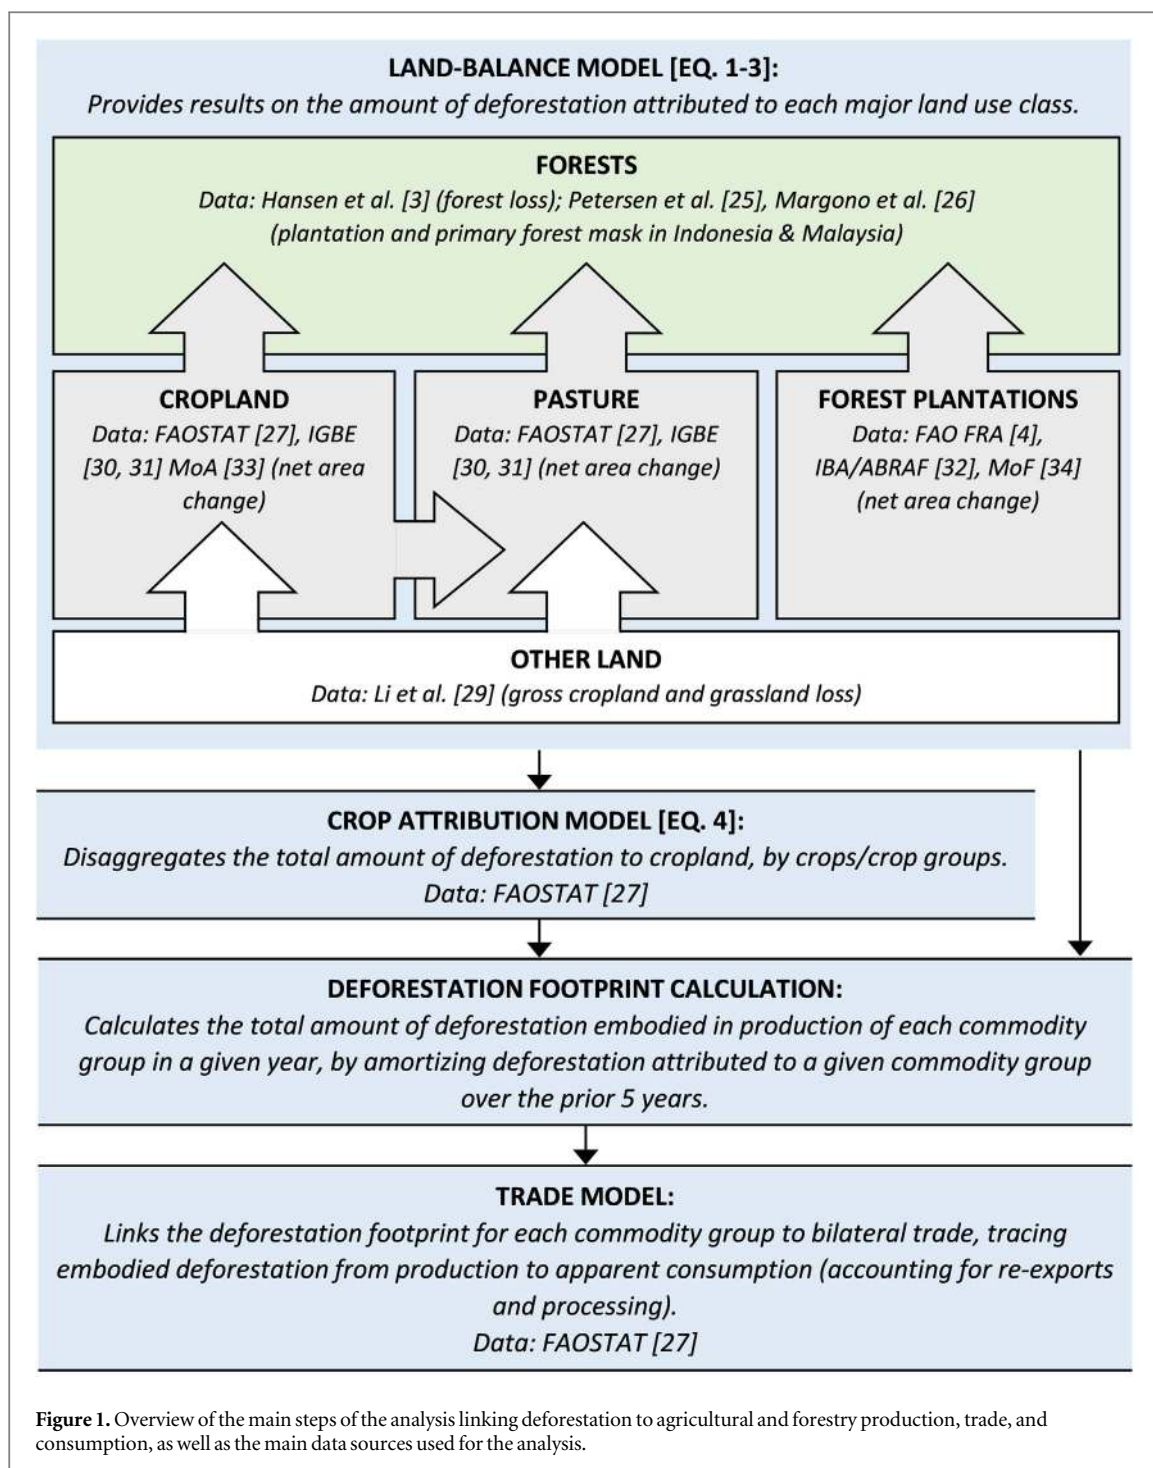 LAND-BALANCE MODEL [EQ. 1-3]:
Provides results on the amount of deforestation attributed to each major land use class.
FORESTS
Data: Hansen et al. [3] (forest loss); Petersen et al. [25], Margono et al. [26]
(plantation and primary forest mask in Indonesia & Malaysia)
CROPLAND
Data: FAOSTAT [27], IGBE
[30, 31] MoA [33] (net area
change)
PASTURE
Data: FAOSTAT [27], IGBE
[30, 31] (net area change)
FOREST PLANTATIONS
Data: FAO FRA [4],
IBA/ABRAF [32], MoF [34]
(net area change)
OTHER LAND
Data: Li et al. [29] (gross cropland and grassland loss)
CROP ATTRIBUTION MODEL [EQ. 4]:
Disaggregates the total amount of deforestation to cropland, by crops/crop groups.
Data: FAOSTAT [27]
DEFORESTATION FOOTPRINT CALCULATION:
Calculates the total amount of deforestation embodied in production of each commodity
group in a given year, by amortizing deforestation attributed to a given commodity group
over the prior 5 years.
TRADE MODEL:
Links the deforestation footprint for each commodity group to bilateral trade, tracing
embodied deforestation from production to apparent consumption (accounting for re-exports
and processing).
Data: FAOSTAT [27]
Figure 1. Overview of the main steps of the analysis linking deforestation to agricultural and forestry production, trade, and
consumption, as well as the main data sources used for the analysis.